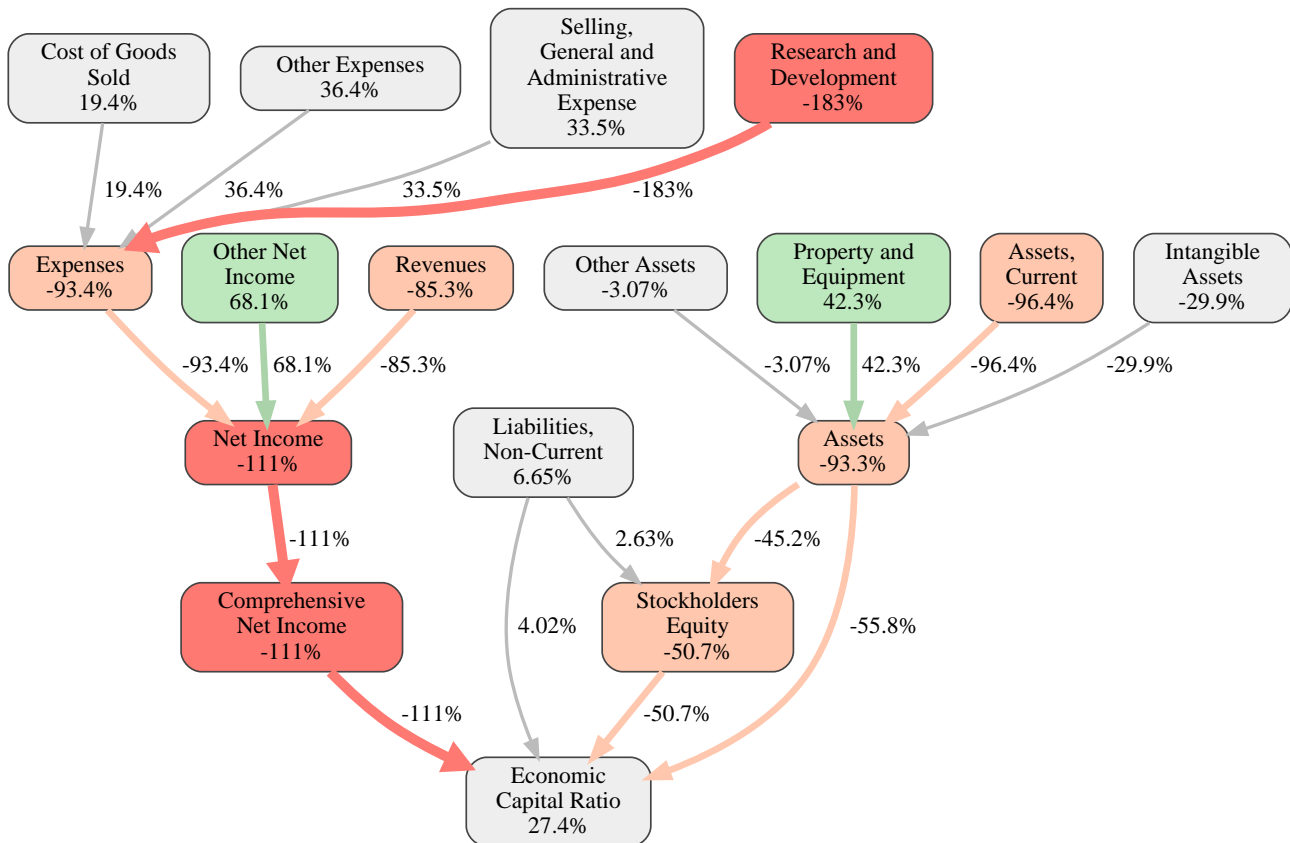 Cost of Goods
Sold
19.4%
Other Expenses
36.4%
Selling,
General and
Administrative
Expense
33.5%
Research and
Development
-183%
19.4%
36.4%
33.5%
-183%
Expenses
-93.4%
Other Net
Income
68.1%
Revenues
-85.3%
Other Assets
-3.07%
Property and
Equipment
42.3%
Assets,
Current
-96.4%
Intangible
Assets
-29.9%
-93.4%
68.1%
-85.3%
-3.07%
42.3%
-96.4%
-29.9%
Net Income
-111%
Liabilities,
Non-Current
6.65%
Assets
-93.3%
-111%
2.63%
-45.2%
Comprehensive
Net Income
-111%
4.02%
Stockholders
Equity
-50.7%
-55.8%
-111%
-50.7%
Economic
Capital Ratio
27.4%